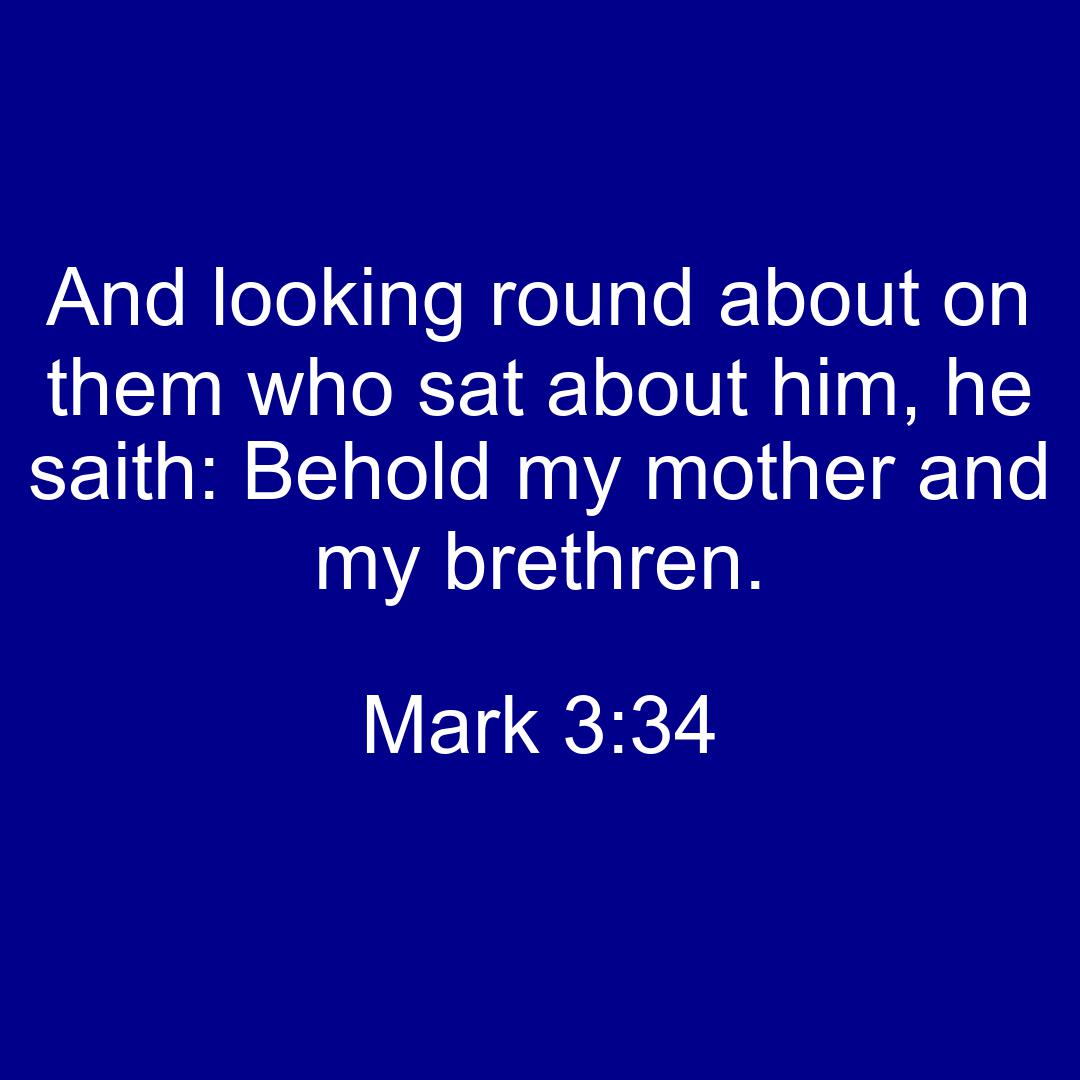 And looking round about on
them who sat about him, he
saith: Behold my mother and
my brethren.
Mark 3:34